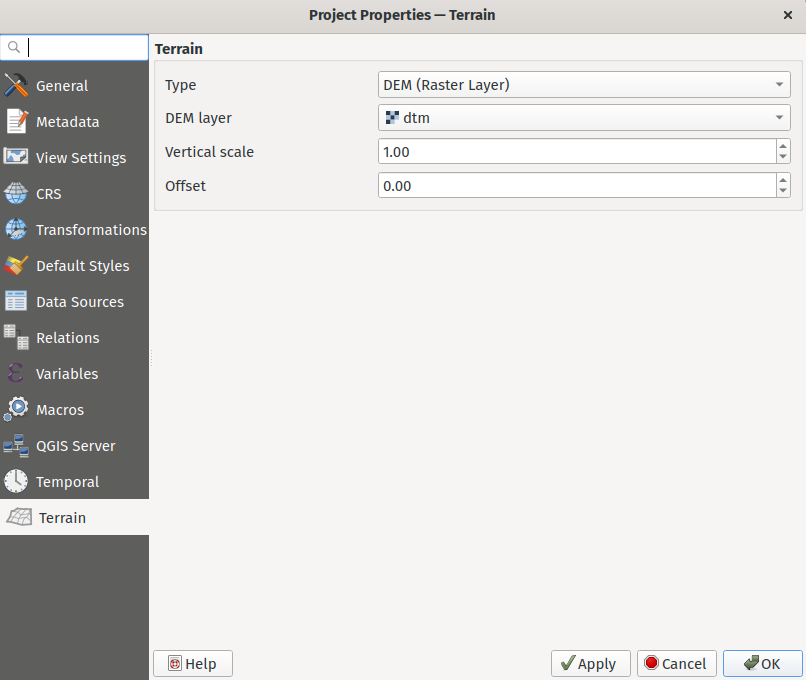 Project Properties — Terrain
General
Metadata
View Settings
CRS
Transformations
Default Styles
Data Sources
Relations
Variables
Macros
QGIS Server
Temporal
Terrain
Terrain
Type DEM (Raster Layer)
DEM layer dtm
Vertical scale 1.00
Offset 0.00
Help Apply Cancel OK